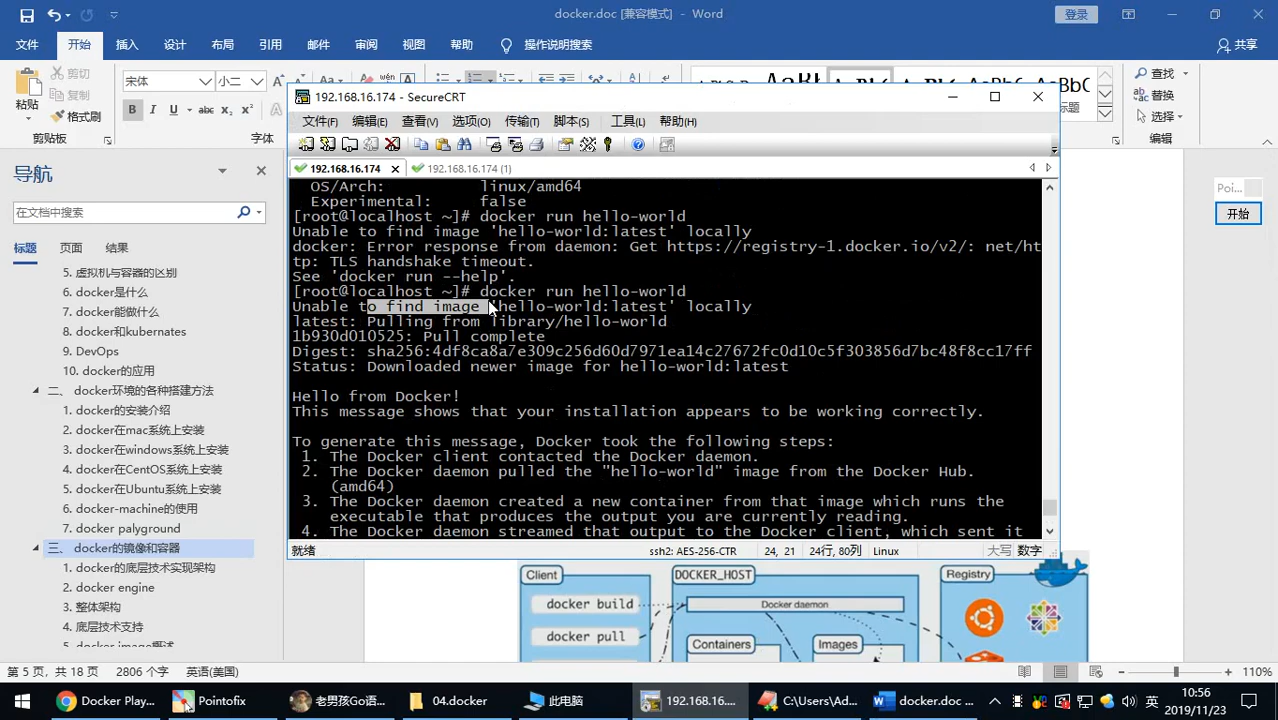 docker.doc [兼容模式] - Word
登录
文件 开始 插入 设计 布局 引用 邮件 审阅 视图 帮助 操作说明搜索 共享
粘贴
剪切
复制
格式刷
剪贴板
宋体 小二
字体
查找
替换
选择
编辑
标题
192.168.16.174 - SecureCRT
文件(F) 编辑(E) 查看(V) 选项(O) 传输(T) 脚本(S) 工具(L) 帮助(H)
192.168.16.174 192.168.16.174 (1)
OS/Arch: linux/amd64
Experimental: false
[root@localhost ~]# docker run hello-world
Unable to find image 'hello-world:latest' locally
docker: Error response from daemon: Get https://registry-1.docker.io/v2/: net/ht
tp: TLS handshake timeout.
See 'docker run --help'.
[root@localhost ~]# docker run hello-world
Unable to find image 'hello-world:latest' locally
latest: Pulling from library/hello-world
1b930d010525: Pull complete
Digest: sha256:4df8ca8a7e309c256d60d7971ea14c27672fc0d10c5f303856d7bc48f8cc17ff
Status: Downloaded newer image for hello-world:latest
Hello from Docker!
This message shows that your installation appears to be working correctly.
To generate this message, Docker took the following steps:
1. The Docker client contacted the Docker daemon.
2. The Docker daemon pulled the "hello-world" image from the Docker Hub.
(amd64)
3. The Docker daemon created a new container from that image which runs the
executable that produces the output you are currently reading.
4. The Docker daemon streamed that output to the Docker client, which sent it
就绪 ssh2: AES-256-CTR 24, 21 24行, 80列 Linux 大写 数字
导航
在文档中搜索
标题 页面 结果
5. 虚拟机与容器的区别
6. docker是什么
7. docker能做什么
8. docker和kubernetes
9. DevOps
10. docker的应用
二、 docker环境的各种搭建方法
1. docker的安装介绍
2. docker在mac系统上安装
3. docker在windows系统上安装
4. docker在CentOS系统上安装
5. docker在Ubuntu系统上安装
6. docker-machine的使用
7. docker palyground
三、 docker的镜像和容器
1. docker的底层技术实现架构
2. docker engine
3. 整体架构
4. 底层技术支持
5. image概述
Poi...
开始
Client
docker build
docker pull
DOCKER_HOST
Docker daemon
Containers
Images
Registry
第 5 页，共 18 页 2806 个字 英语(美国) 110%
Docker Play... Pointofix 老男孩Go语... 04.docker 此电脑 192.168.16.... C:\Users\Ad... docker.doc ... 英
10:56
2019/11/23